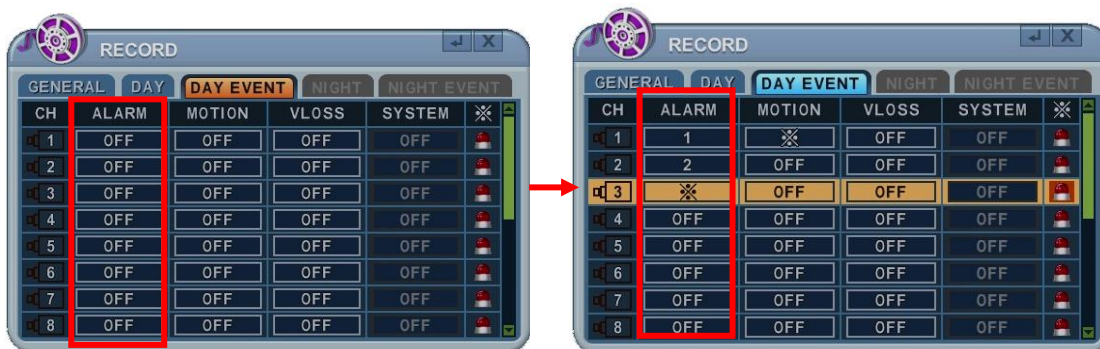 RECORD
GENERAL DAY DAY EVENT NIGHT NIGHT EVENT
CH ALARM MOTION VLOSS SYSTEM ※
1 OFF OFF OFF OFF
2 OFF OFF OFF OFF
3 OFF OFF OFF OFF
4 OFF OFF OFF OFF
5 OFF OFF OFF OFF
6 OFF OFF OFF OFF
7 OFF OFF OFF OFF
8 OFF OFF OFF OFF
RECORD
GENERAL DAY DAY EVENT NIGHT NIGHT EVENT
CH ALARM MOTION VLOSS SYSTEM ※
1 1 ※ OFF OFF
2 2 OFF OFF OFF
3 ※ OFF OFF OFF
4 OFF OFF OFF OFF
5 OFF OFF OFF OFF
6 OFF OFF OFF OFF
7 OFF OFF OFF OFF
8 OFF OFF OFF OFF